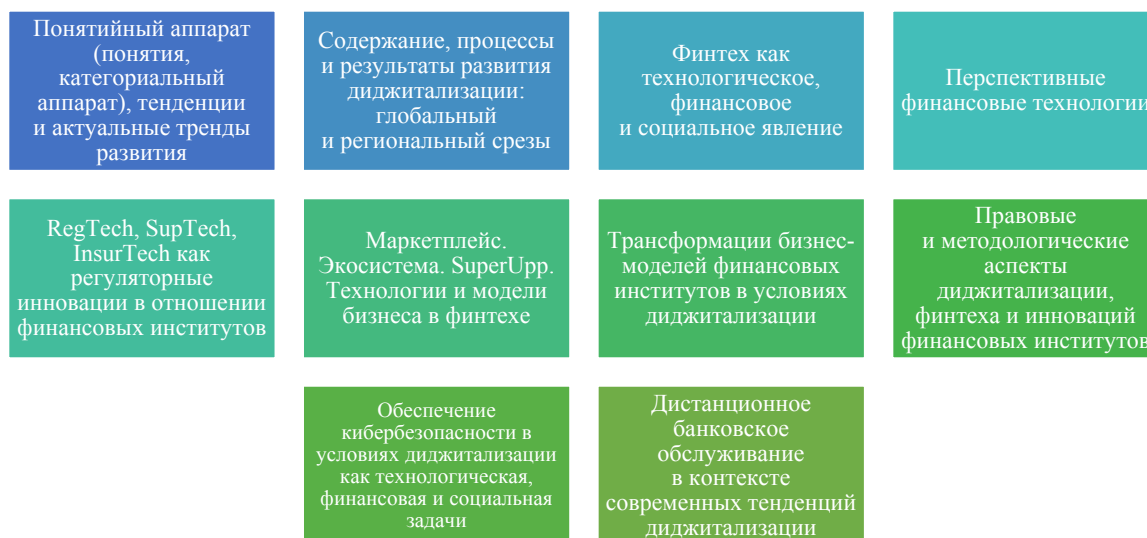 Понятийный аппарат
(понятия,
категориальный
аппарат), тенденции
и актуальные тренды
развития
Содержание, процессы
и результаты развития
диджитализации:
глобальный
и региональный срезы
Финтех как
технологическое,
финансовое
и социальное явление
Перспективные
финансовые технологии
RegTech, SupTech,
InsurTech как
регуляторные
инновации в отношении
финансовых институтов
Маркетплейс.
Экосистема. SuperUpp.
Технологии и модели
бизнеса в финтехе
Трансформации бизнес-
моделей финансовых
институтов в условиях
диджитализации
Правовые
и методологические
аспекты
диджитализации,
финтеха и инноваций
финансовых институтов
Обеспечение
кибербезопасности в
условиях диджитализации
как технологическая,
финансовая и социальная
задачи
Дистанционное
банковское
обслуживание
в контексте
современных тенденций
диджитализации